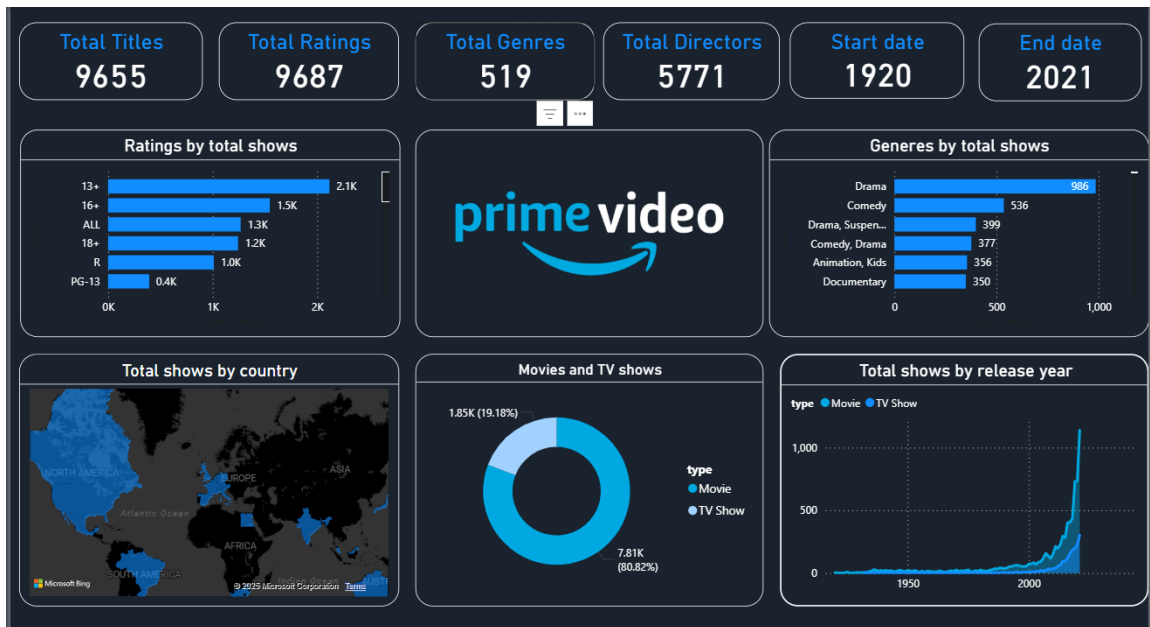 Total Titles
9655
Total Ratings
9687
Total Genres
519
Total Directors
5771
Start date
1920
End date
2021
Ratings by total shows
13+
2.1K
16+
1.5K
ALL
1.3K
18+
1.2K
R
1.0K
PG-13
0.4K
0K
1K
2K
prime video
Generes by total shows
Drama
986
Comedy
536
Drama, Suspen...
399
Comedy, Drama
377
Animation, Kids
356
Documentary
350
0
500
1,000
Total shows by country
NORTH AMERICA
EUROPE
ASIA
Atlantic Ocean
AFRICA
SOUTH AMERICA
Indian Ocean
AUST
Microsoft Bing
© 2025 Microsoft Corporation Terms
Movies and TV shows
1.85K (19.18%)
type
Movie
TV Show
7.81K
(80.82%)
Total shows by release year
type Movie TV Show
1,000
500
0
1950
2000